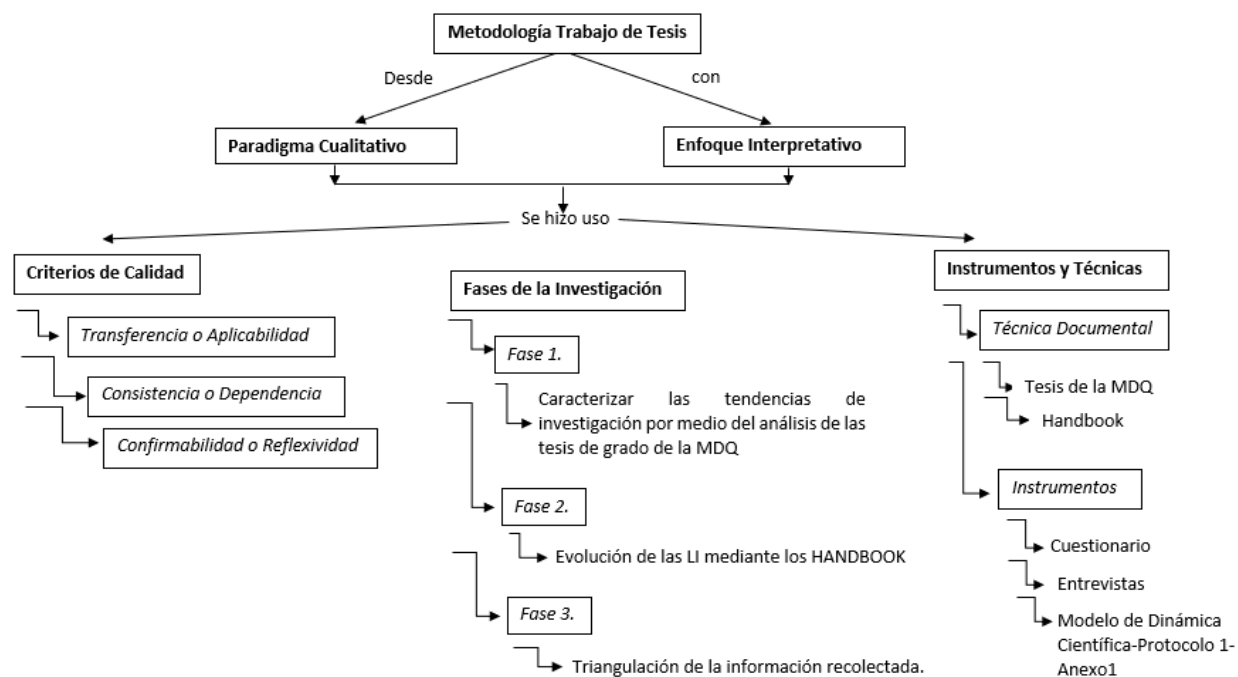 Metodología Trabajo de Tesis
Desde
con
Paradigma Cualitativo
Enfoque Interpretativo
Se hizo uso
Criterios de Calidad
Transferencia o Aplicabilidad
Consistencia o Dependencia
Confirmabilidad o Reflexividad
Fases de la Investigación
Fase 1.
Caracterizar las tendencias de
investigación por medio del análisis de las
tesis de grado de la MDQ
Fase 2.
Evolución de las LI mediante los HANDBOOK
Fase 3.
Triangulación de la información recolectada.
Instrumentos y Técnicas
Técnica Documental
Tesis de la MDQ
Handbook
Instrumentos
Cuestionario
Entrevistas
Modelo de Dinámica
Científica-Protocolo 1-
Anexo1